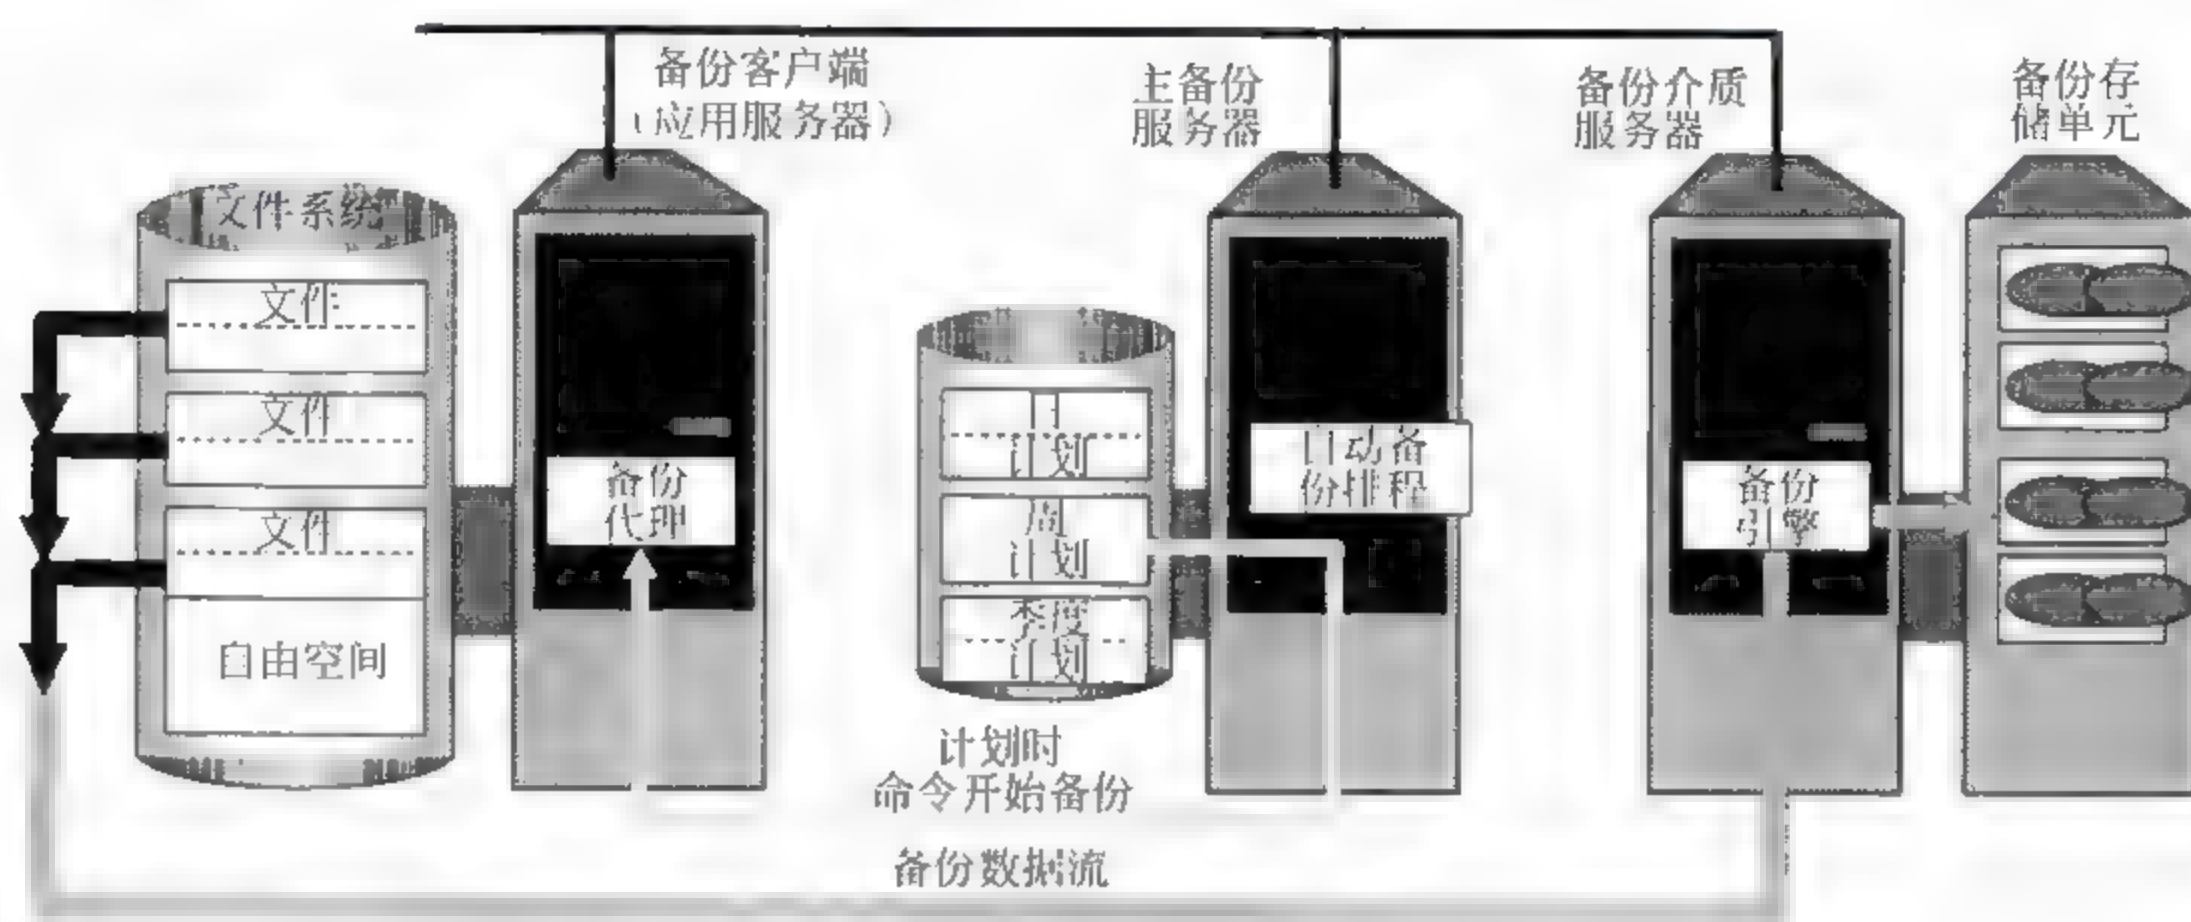 备份客户端
（应用服务器）
主备份
服务器
备份介质
服务器
备份存
储单元
文件系统
文件
文件
文件
自由空间
备份
代理
日
计划
周
计划
季度
计划
自动备
份排程
备份
引擎
计划时
命令开始备份
备份数据流